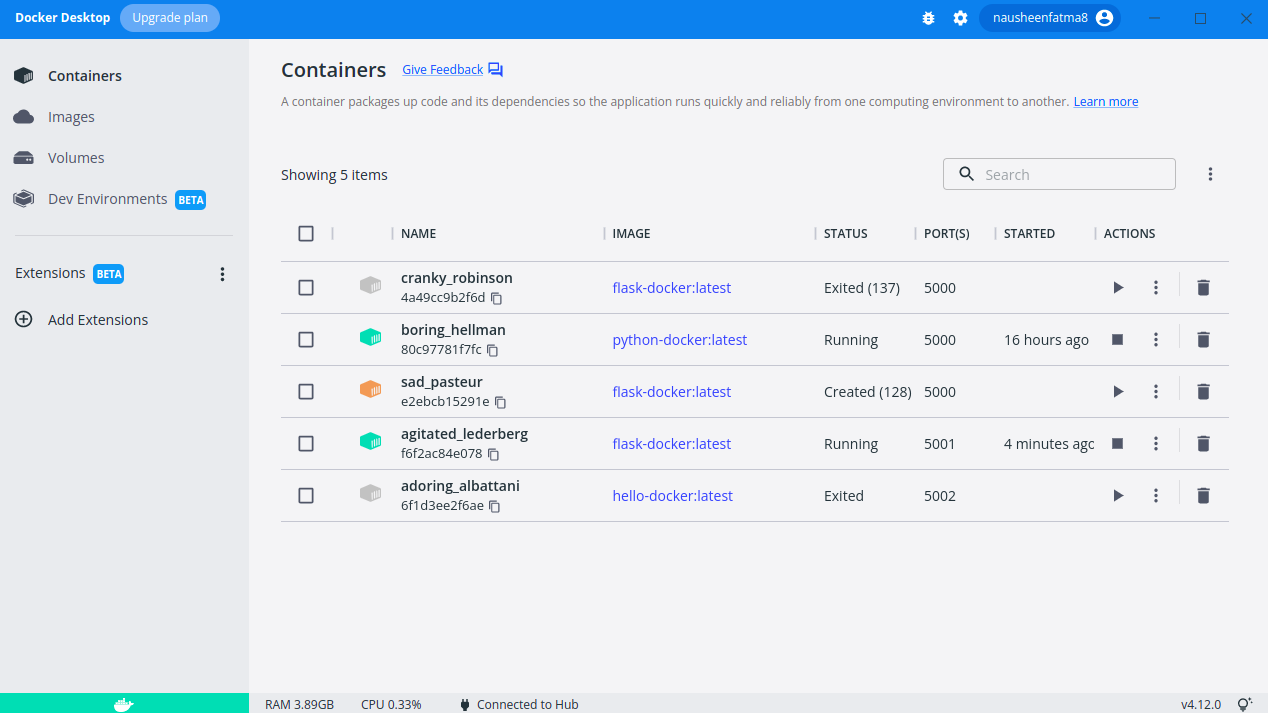 Docker Desktop Upgrade plan nausheenfatma8
Containers
Images
Volumes
Dev Environments BETA
Extensions BETA
Add Extensions
Containers Give Feedback
A container packages up code and its dependencies so the application runs quickly and reliably from one computing environment to another. Learn more
Showing 5 items Search
NAME IMAGE STATUS PORT(S) STARTED ACTIONS
cranky_robinson
4a49cc9b2f6d flask-docker:latest Exited (137) 5000
boring_hellman
80c97781f7fc python-docker:latest Running 5000 16 hours ago
sad_pasteur
e2ebcb15291e flask-docker:latest Created (128) 5000
agitated_lederberg
f6f2ac84e078 flask-docker:latest Running 5001 4 minutes ago
adoring_albattani
6f1d3ee2f6ae hello-docker:latest Exited 5002
RAM 3.89GB CPU 0.33% Connected to Hub v4.12.0